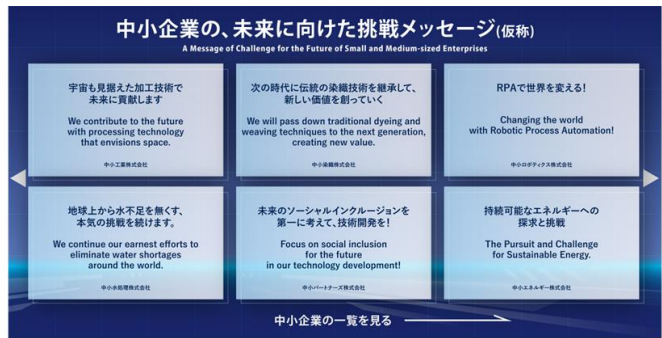 中小企業の、未来に向けた挑戦メッセージ(仮称)
A Message of Challenge for the Future of Small and Medium-sized Enterprises
宇宙も見据えた加工技術で
未来に貢献します
We contribute to the future
with processing technology
that envisions space.
中小工業株式会社
次の時代に伝統の染織技術を継承して、
新しい価値を創っていく
We will pass down traditional dyeing and
weaving techniques to the next generation,
creating new value.
中小染織株式会社
RPAで世界を変える!
Changing the world
with Robotic Process Automation!
中小ロボティクス株式会社
地球上から水不足を無くす、
本気の挑戦を続けます。
We continue our earnest efforts to
eliminate water shortages
around the world.
中小水処理株式会社
未来のソーシャルインクルージョンを
第一に考えて、技術開発を!
Focus on social inclusion
for the future
in our technology development!
中小パートナーズ株式会社
持続可能なエネルギーへの
探求と挑戦
The Pursuit and Challenge
for Sustainable Energy.
中小エネルギー株式会社
中小企業の一覧を見る